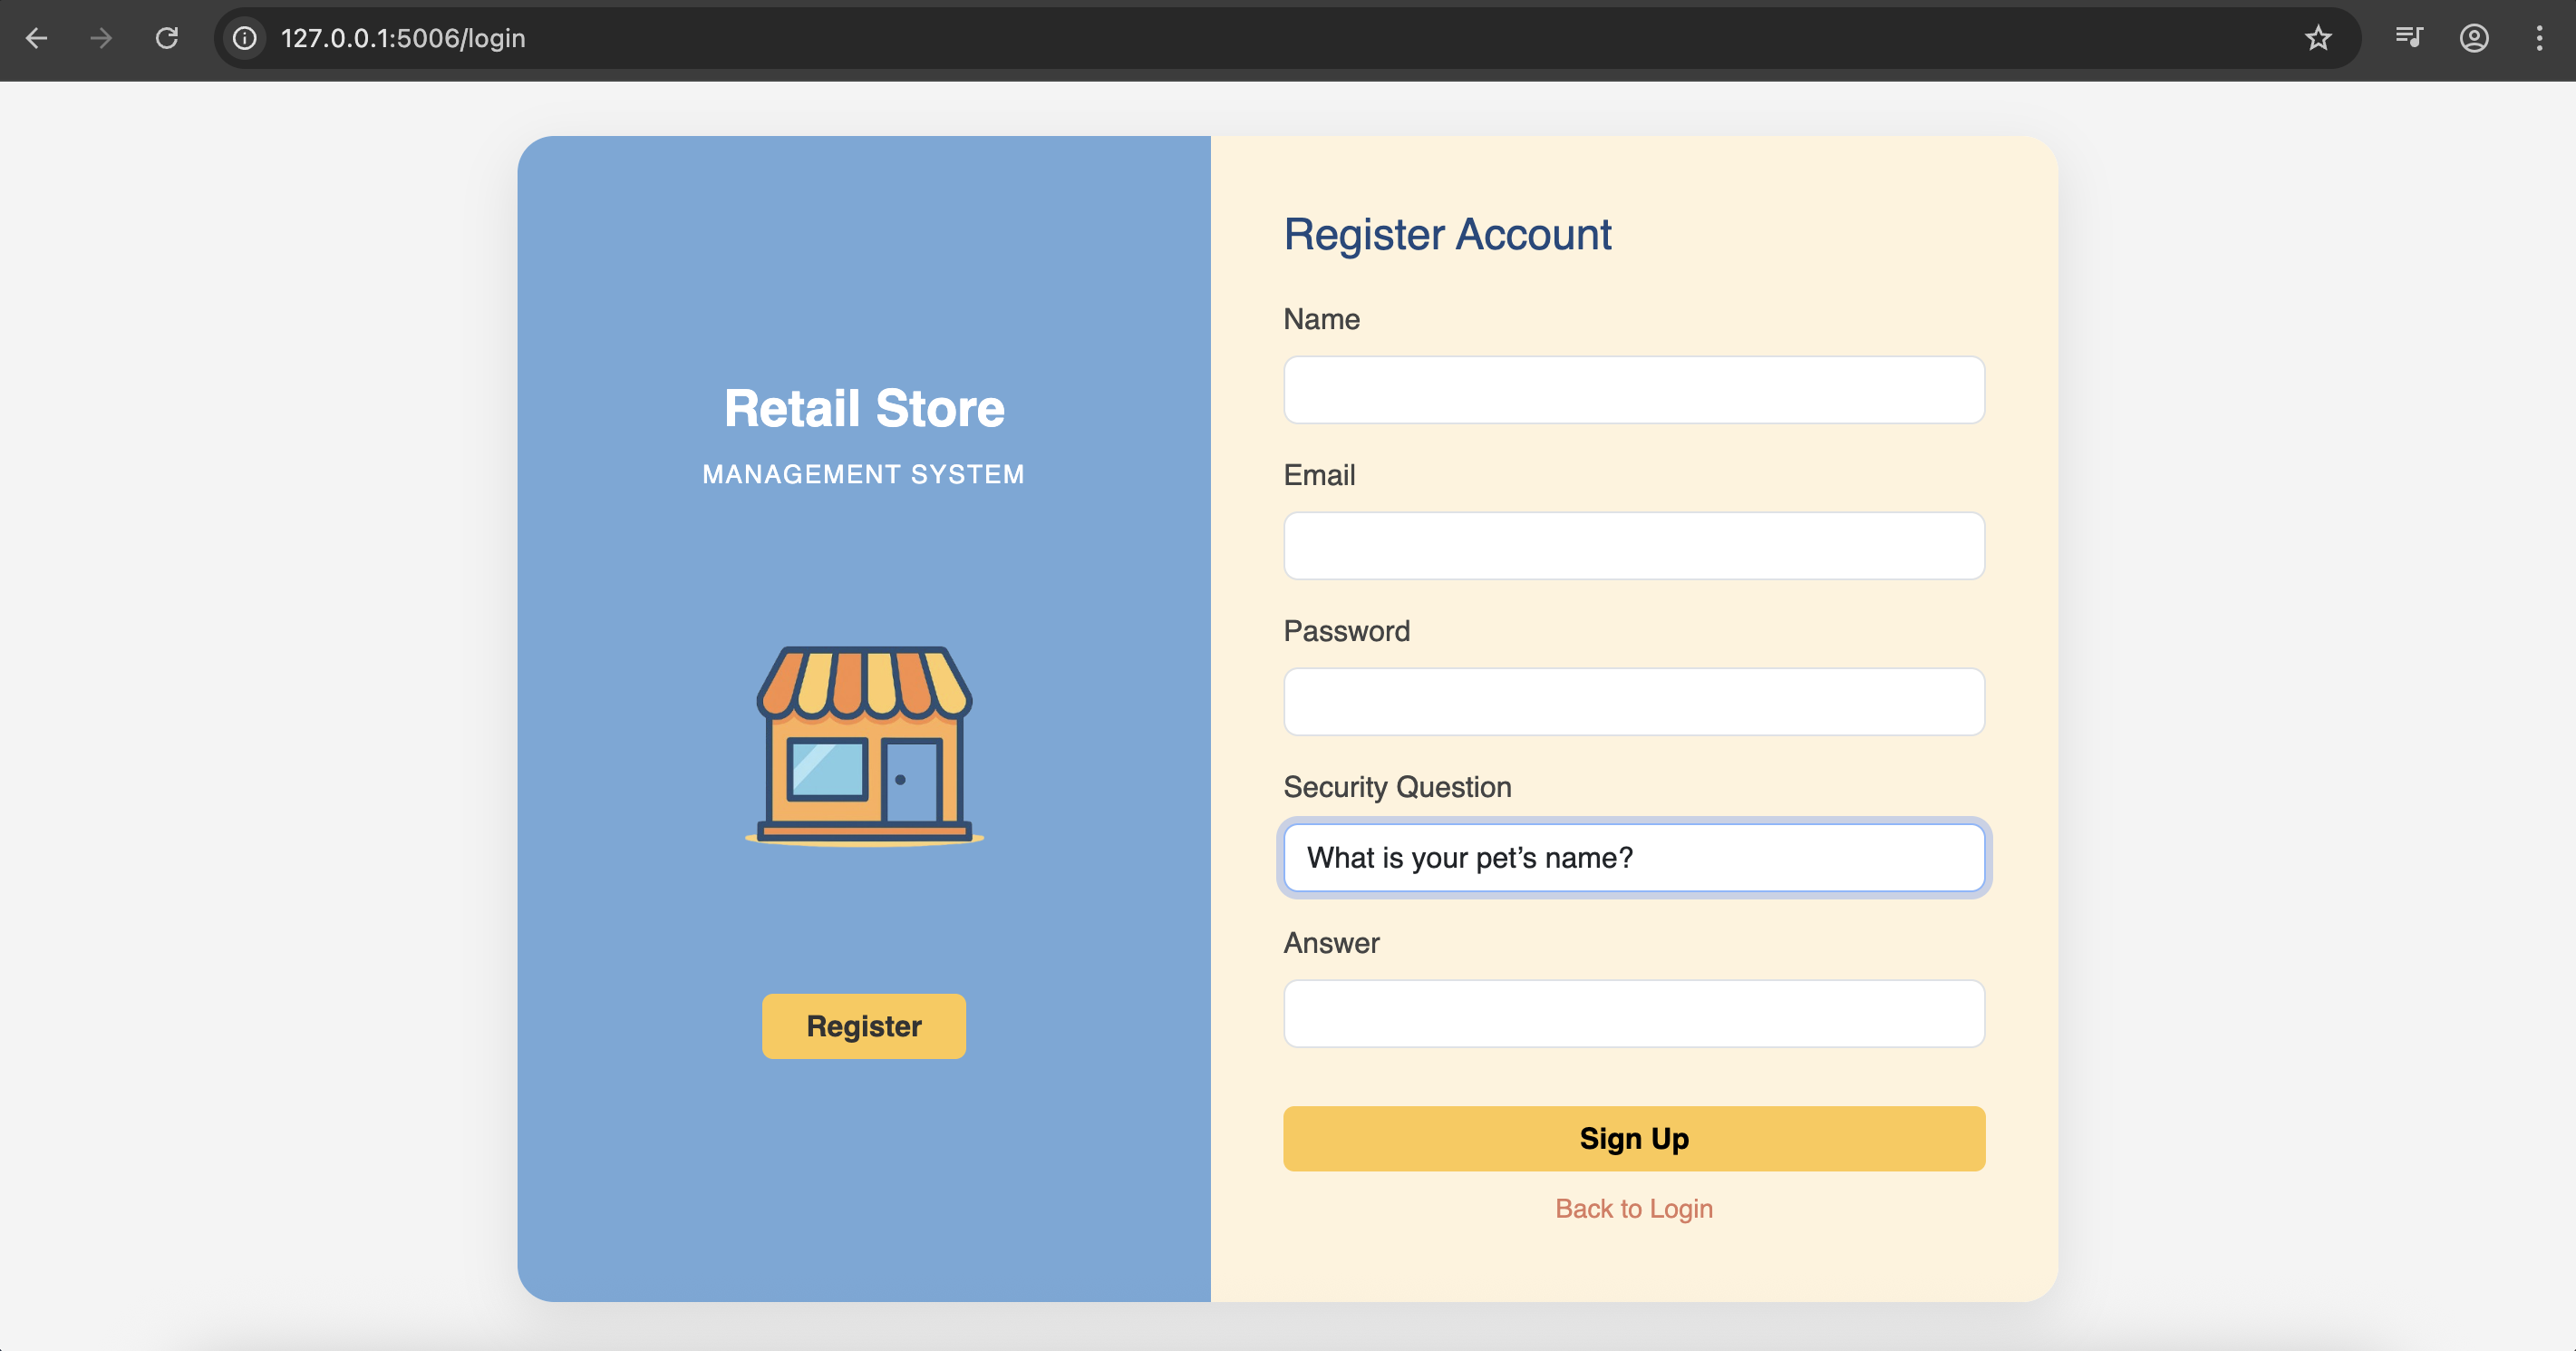 127.0.0.1:5006/login
Retail Store
MANAGEMENT SYSTEM
Register
Register Account
Name
Email
Password
Security Question
What is your pet’s name?
Answer
Sign Up
Back to Login